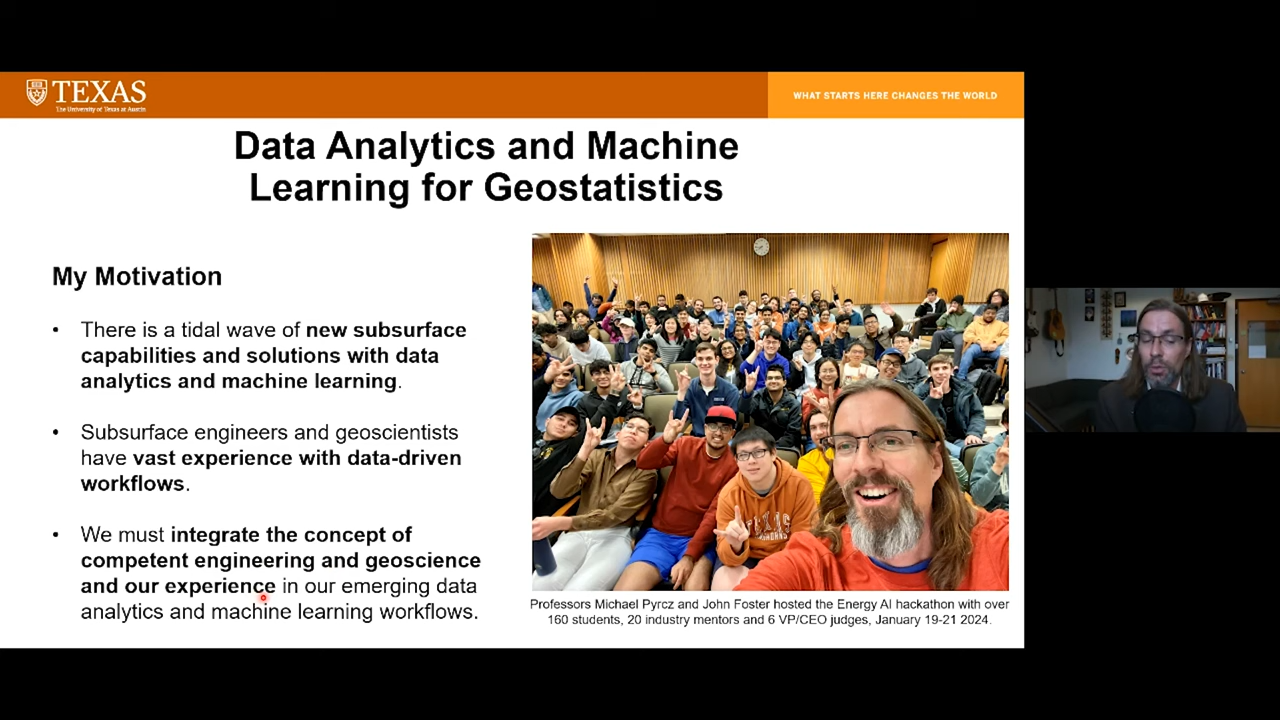 TEXAS
The University of Texas at Austin
WHAT STARTS HERE CHANGES THE WORLD
Data Analytics and Machine
Learning for Geostatistics
My Motivation
• There is a tidal wave of new subsurface
capabilities and solutions with data
analytics and machine learning.
• Subsurface engineers and geoscientists
have vast experience with data-driven
workflows.
• We must integrate the concept of
competent engineering and geoscience
and our experience in our emerging data
analytics and machine learning workflows.
TEXAS
Professors Michael Pyrcz and John Foster hosted the Energy AI hackathon with over
160 students, 20 industry mentors and 6 VP/CEO judges, January 19-21 2024.